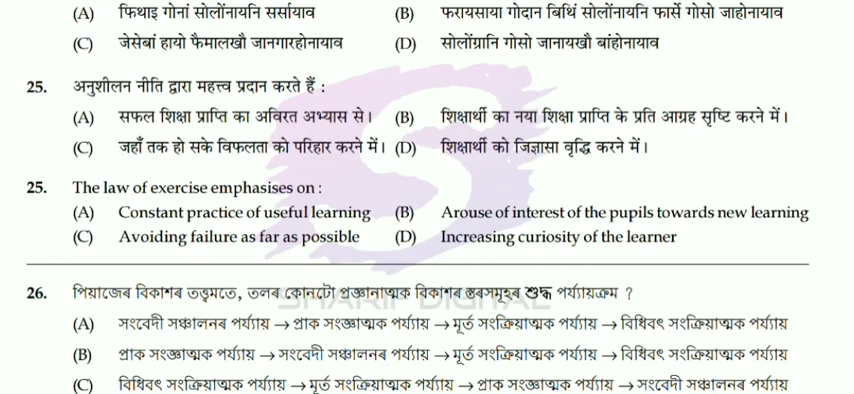 (A) फिथाइ गोनां सोलोंनायनि सर्सायाव (B) फरायसाया गोदान बिथिं सोलोंनायनि फार्से गोसो जाहोनायाव
(C) जेसेबां हायो फैमालखौ जानगारहोनायाव (D) सोलोंग्रानि गोसो जानायखौ बांहोनायाव
25. अनुशीलन नीति द्वारा महत्त्व प्रदान करते हैं :
(A) सफल शिक्षा प्राप्ति का अविरत अभ्यास से। (B) शिक्षार्थी का नया शिक्षा प्राप्ति के प्रति आग्रह सृष्टि करने में।
(C) जहाँ तक हो सके विफलता को परिहार करने में। (D) शिक्षार्थी को जिज्ञासा वृद्धि करने में।
25. The law of exercise emphasises on :
(A) Constant practice of useful learning (B) Arouse of interest of the pupils towards new learning
(C) Avoiding failure as far as possible (D) Increasing curiosity of the learner
26. পিয়াজেৰ বিকাশৰ তত্ত্বমতে, তলৰ কোনটো প্ৰজ্ঞানাত্মক বিকাশৰ স্তৰসমূহৰ শুদ্ধ পৰ্য্যায়ক্ৰম ?
SHARIF DIGITAL
(A) সংবেদী সঞ্চালনৰ পৰ্য্যায় → প্ৰাক সংজ্ঞাত্মক পৰ্য্যায় → মূৰ্ত সংক্ৰিয়াত্মক পৰ্য্যায় → বিধিবৎ সংক্ৰিয়াত্মক পৰ্য্যায়
(B) প্ৰাক সংজ্ঞাত্মক পৰ্য্যায় → সংবেদী সঞ্চালনৰ পৰ্য্যায় → মূৰ্ত সংক্ৰিয়াত্মক পৰ্য্যায় → বিধিবৎ সংক্ৰিয়াত্মক পৰ্য্যায়
(C) বিধিবৎ সংক্ৰিয়াত্মক পৰ্য্যায় → মূৰ্ত সংক্ৰিয়াত্মক পৰ্য্যায় → প্ৰাক সংজ্ঞাত্মক পৰ্য্যায় → সংবেদী সঞ্চালনৰ পৰ্য্যায়